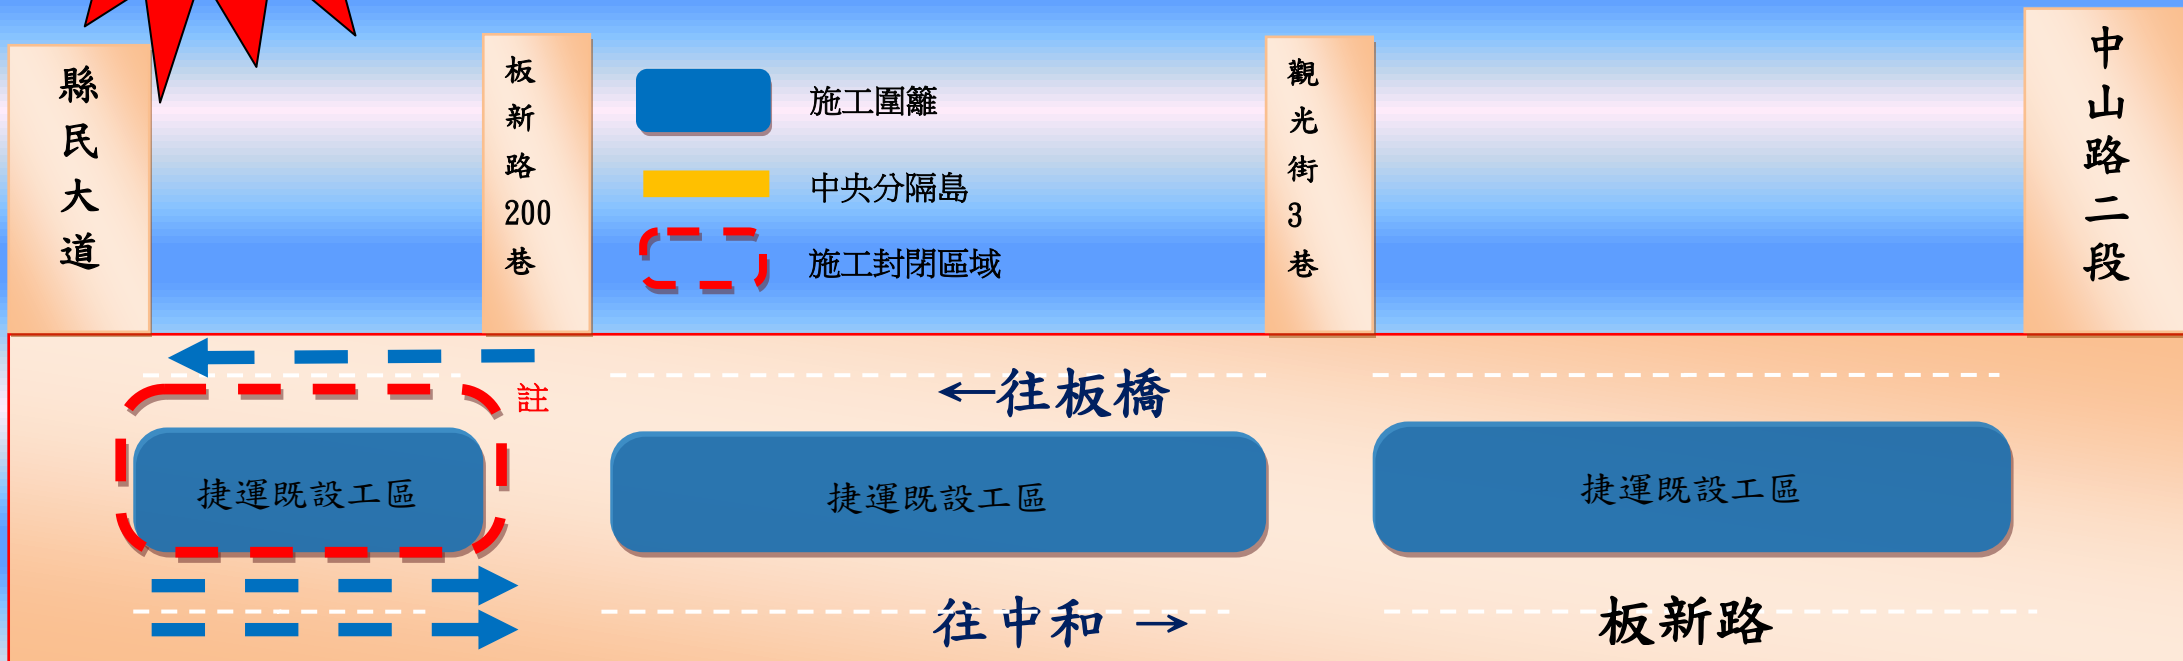 縣民大道
板新路200巷
施工圍籬
中央分隔島
施工封閉區域
觀光街3巷
中山路二段
註
←往板橋
捷運既設工區
捷運既設工區
捷運既設工區
往中和 →
板新路